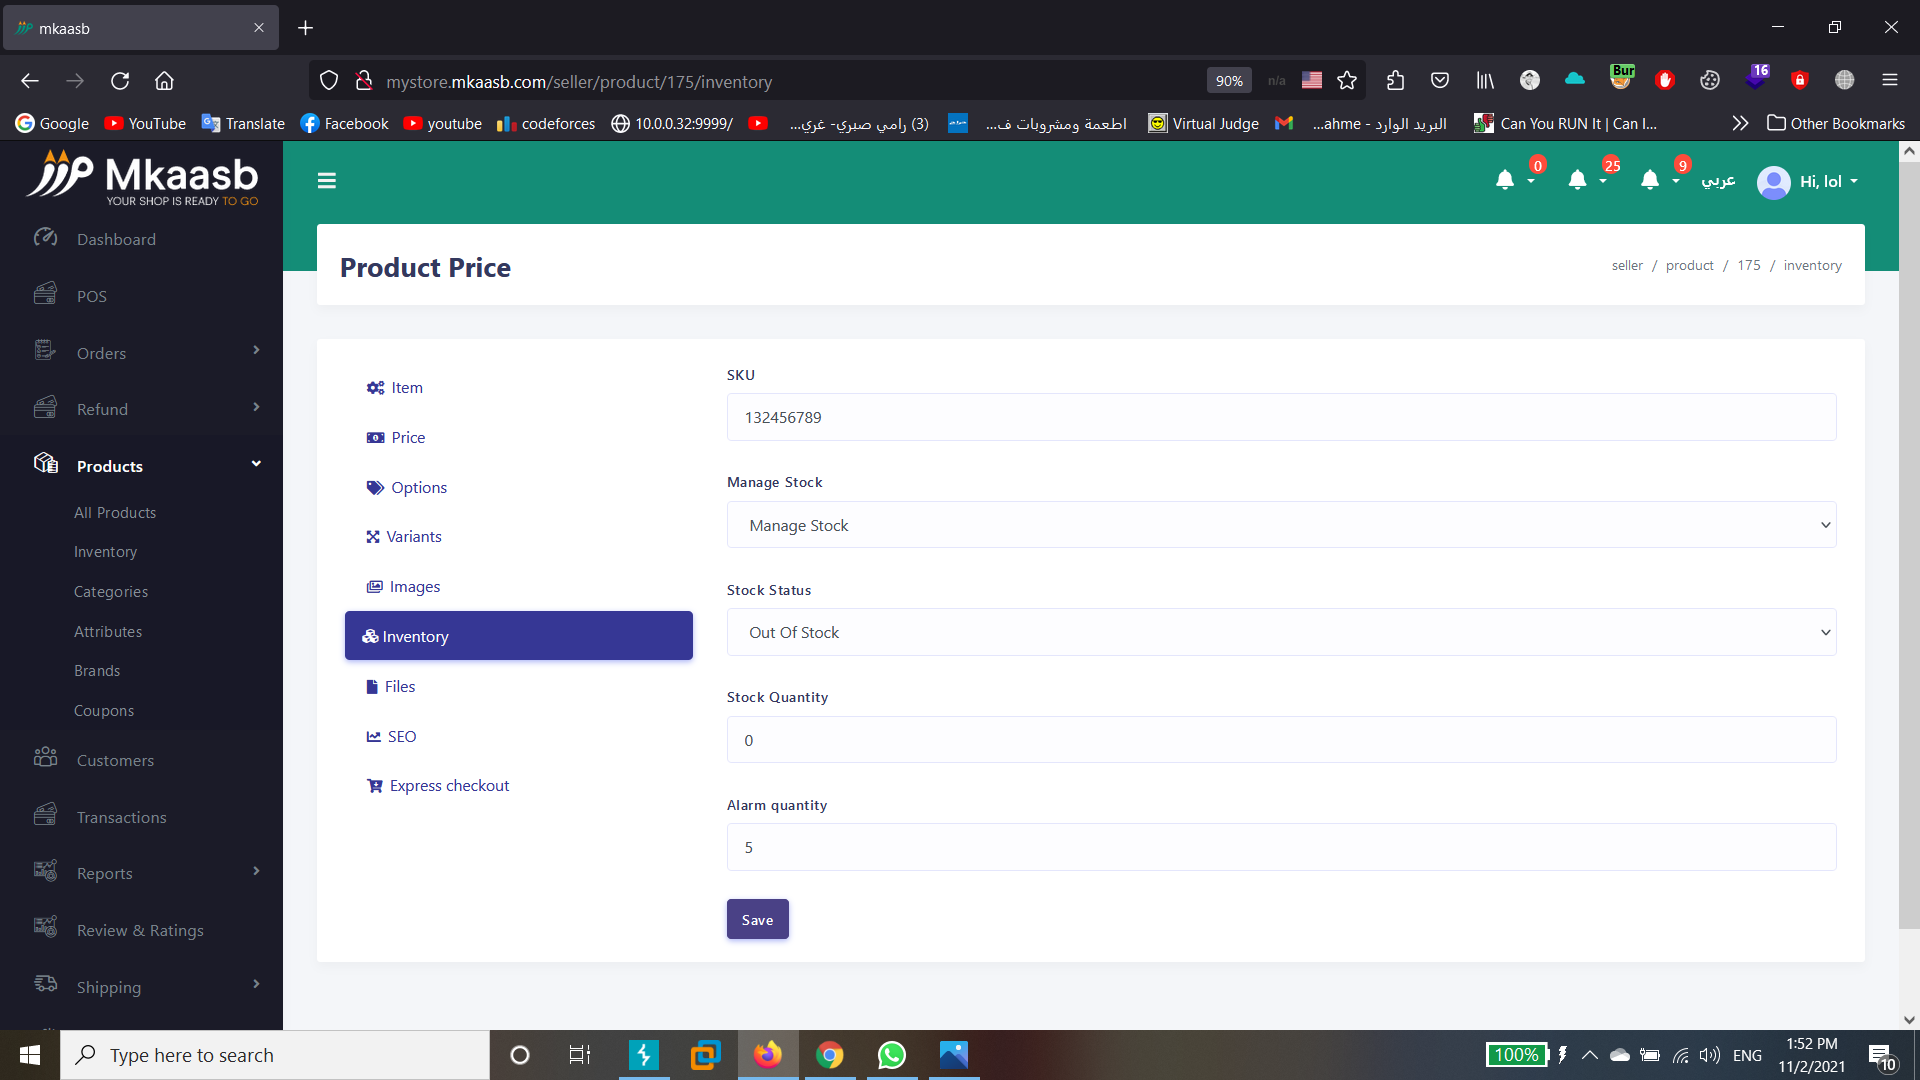 mkaasb
mystore.mkaasb.com/seller/product/175/inventory
90%
n/a
Bur
16
Google
YouTube
Translate
Facebook
youtube
codeforces
10.0.0.32:9999/
(3) رامي صبري- غري...
اطعمة ومشروبات ف...
Virtual Judge
البريد الوارد - ahme...
Can You RUN It | Can I...
Other Bookmarks
Mkaasb
YOUR SHOP IS READY TO GO
0
25
9
عربي
Hi, lol
Dashboard
POS
Orders
Refund
Products
All Products
Inventory
Categories
Attributes
Brands
Coupons
Customers
Transactions
Reports
Review & Ratings
Shipping
Product Price
seller / product / 175 / inventory
Item
Price
Options
Variants
Images
Inventory
Files
SEO
Express checkout
SKU
132456789
Manage Stock
Manage Stock
Stock Status
Out Of Stock
Stock Quantity
0
Alarm quantity
5
Save
Type here to search
100%
ENG
1:52 PM
11/2/2021
10